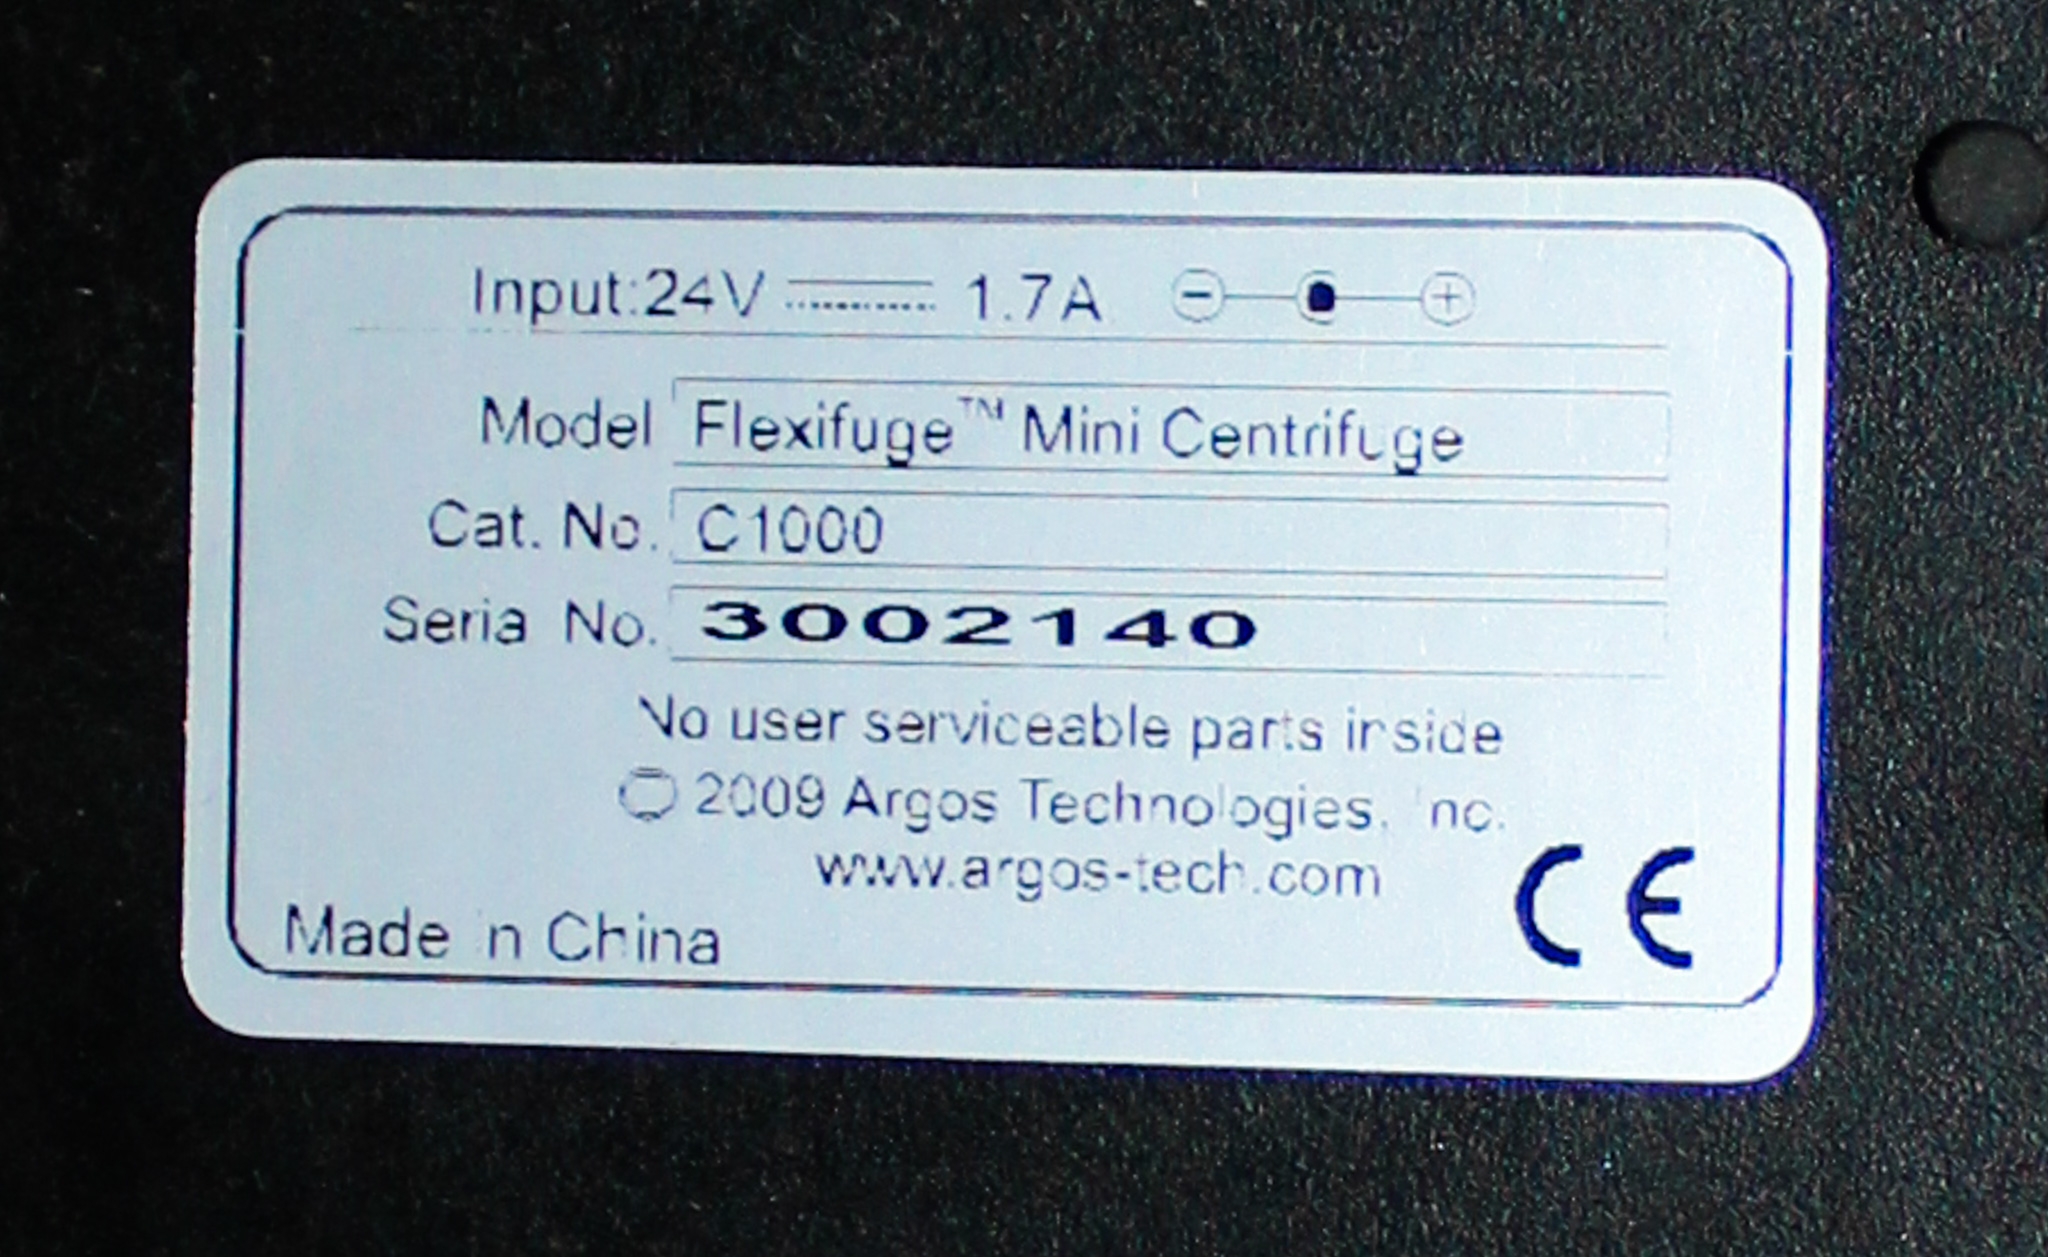 Input:24V 1.7A
Model Flexifuge™ Mini Centrifuge
Cat. No. C1000
Serial No. 3002140
No user serviceable parts inside
© 2009 Argos Technologies, Inc.
www.argos-tech.com
CE
Made in China